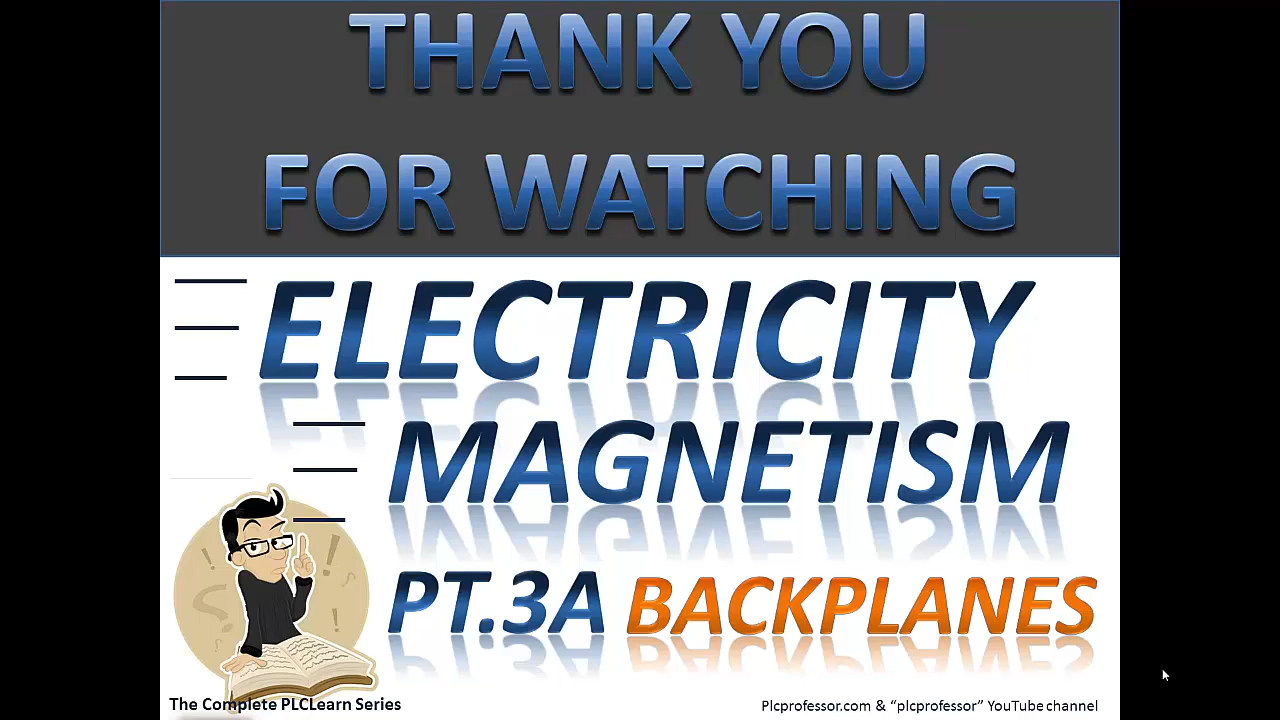 THANK YOU
FOR WATCHING
ELECTRICITY
MAGNETISM
PT.3A BACKPLANES
The Complete PLCLearn Series
Plcprofessor.com & “plcprofessor” YouTube channel